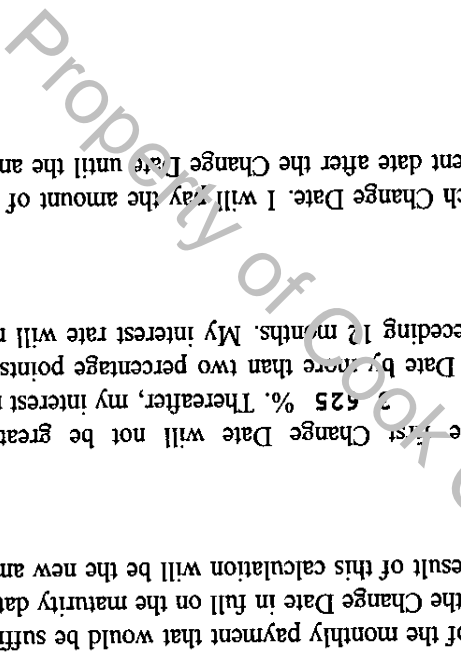 of the monthly payment that would be suffi
the Change Date in full on the maturity dat
result of this calculation will be the new am
e First Change Date will not be great
.625 %. Thereafter, my interest
Date by more than two percentage points
eceding 12 months. My interest rate will
ch Change Date. I will pay the amount of
ent date after the Change Date until the am
Property of Cook C